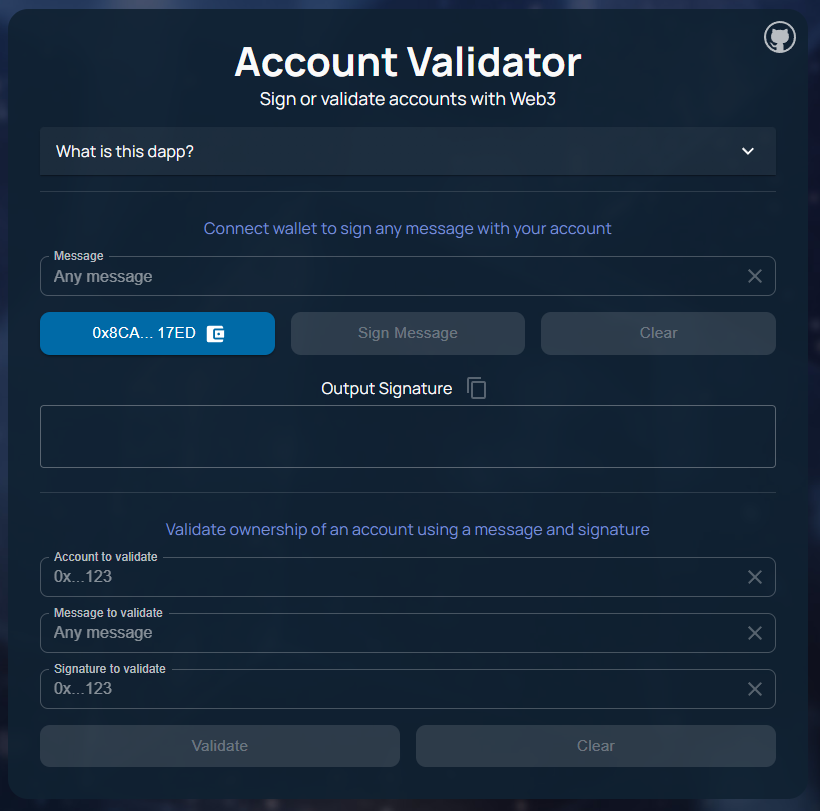 Account Validator
Sign or validate accounts with Web3
What is this dapp?
Connect wallet to sign any message with your account
Message
Any message
0x8CA... 17ED
Sign Message
Clear
Output Signature
Validate ownership of an account using a message and signature
Account to validate
0x...123
Message to validate
Any message
Signature to validate
0x...123
Validate
Clear